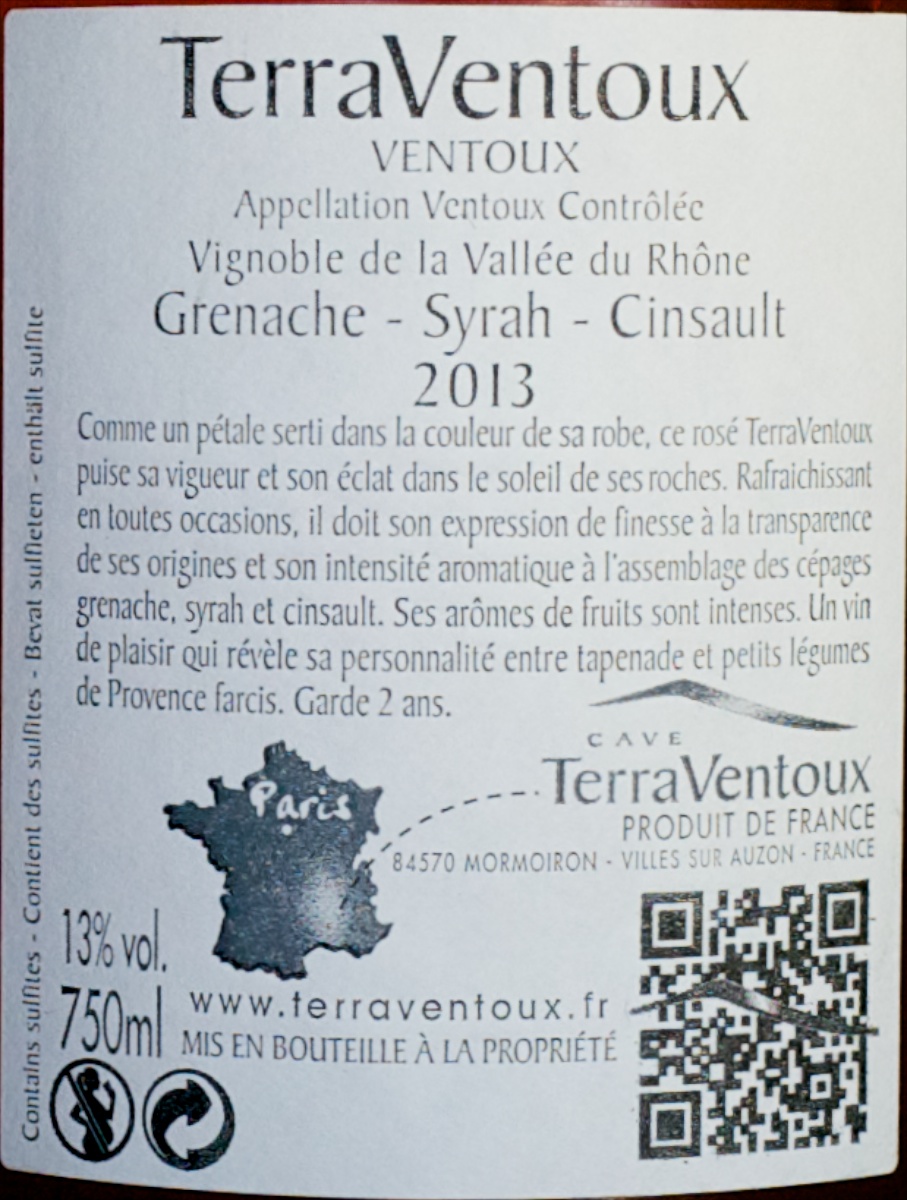 TerraVentoux
VENTOUX
Appellation Ventoux Contrôlée
Vignoble de la Vallée du Rhône
Grenache - Syrah - Cinsault
2013
Comme un pétale serti dans la couleur de sa robe, ce rosé TerraVentoux
puise sa vigueur et son éclat dans le soleil de ses roches. Rafraichissant
en toutes occasions, il doit son expression de finesse à la transparence
de ses origines et son intensité aromatique à l'assemblage des cépages
grenache, syrah et cinsault. Ses arômes de fruits sont intenses. Un vin
de plaisir qui révèle sa personnalité entre tapenade et petits légumes
de Provence farcis. Garde 2 ans.
Paris
CAVE
TerraVentoux
PRODUIT DE FRANCE
84570 MORMOIRON - VILLES SUR AUZON - FRANCE
13% vol.
750ml
www.terraventoux.fr
MIS EN BOUTEILLE À LA PROPRIÉTÉ
Contains sulfites - Contient des sulfites - Bevat sulfieten - enthält sulfite